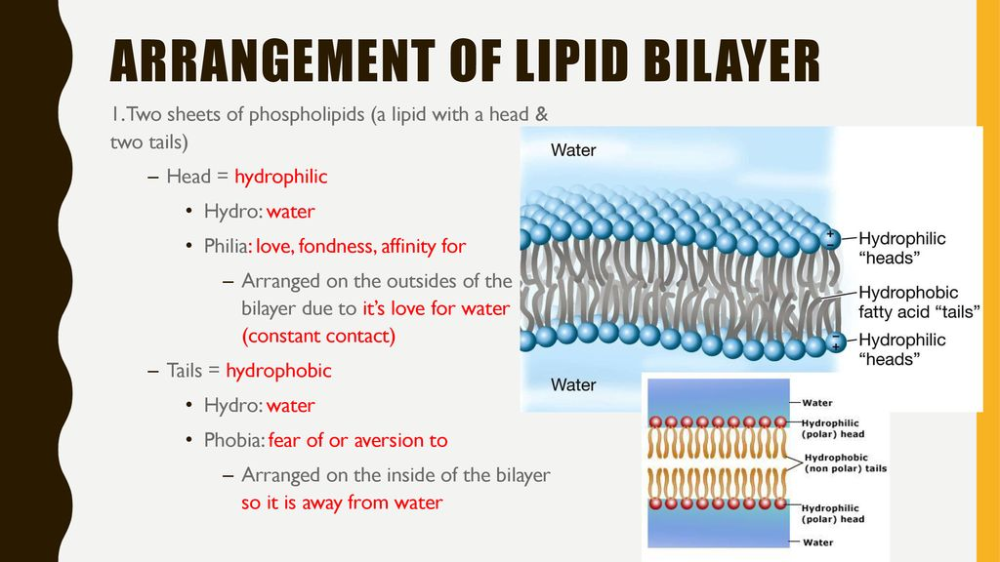 ARRANGEMENT OF LIPID BILAYER
1.Two sheets of phospholipids (a lipid with a head &
two tails)
– Head = hydrophilic
• Hydro: water
• Philia: love, fondness, affinity for
– Arranged on the outsides of the
bilayer due to it’s love for water
(constant contact)
– Tails = hydrophobic
• Hydro: water
• Phobia: fear of or aversion to
– Arranged on the inside of the bilayer
so it is away from water
Water
+
–
Hydrophilic
“heads”
Hydrophobic
fatty acid “tails”
–
+
Hydrophilic
“heads”
Water
Water
Hydrophilic
(polar) head
Hydrophobic
(non polar) tails
Hydrophilic
(polar) head
Water